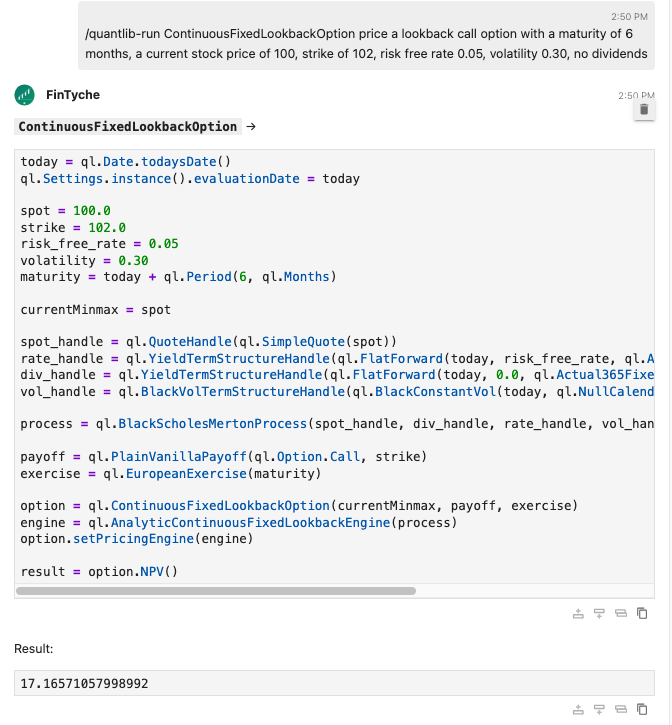 2:50 PM
/quantlib-run ContinuousFixedLookbackOption price a lookback call option with a maturity of 6
months, a current stock price of 100, strike of 102, risk free rate 0.05, volatility 0.30, no dividends
FinTyche
2:50 PM
ContinuousFixedLookbackOption →
today = ql.Date.todaysDate()
ql.Settings.instance().evaluationDate = today
spot = 100.0
strike = 102.0
risk_free_rate = 0.05
volatility = 0.30
maturity = today + ql.Period(6, ql.Months)
currentMinmax = spot
spot_handle = ql.QuoteHandle(ql.SimpleQuote(spot))
rate_handle = ql.YieldTermStructureHandle(ql.FlatForward(today, risk_free_rate, ql.A
div_handle = ql.YieldTermStructureHandle(ql.FlatForward(today, 0.0, ql.Actual365Fixe
vol_handle = ql.BlackVolTermStructureHandle(ql.BlackConstantVol(today, ql.NullCalend
process = ql.BlackScholesMertonProcess(spot_handle, div_handle, rate_handle, vol_han
payoff = ql.PlainVanillaPayoff(ql.Option.Call, strike)
exercise = ql.EuropeanExercise(maturity)
option = ql.ContinuousFixedLookbackOption(currentMinmax, payoff, exercise)
engine = ql.AnalyticContinuousFixedLookbackEngine(process)
option.setPricingEngine(engine)
result = option.NPV()
Result:
17.16571057998992